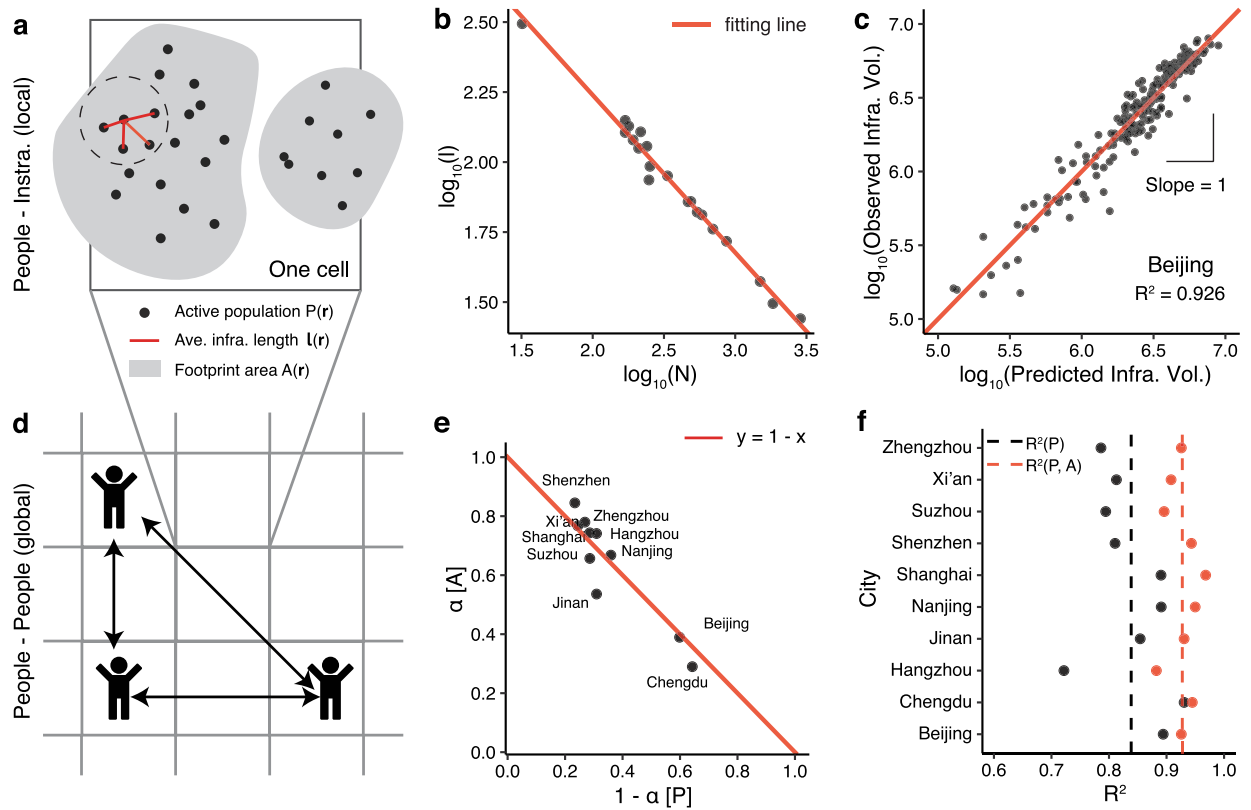 a
People - Instra. (local)
One cell
Active population P(r)
Ave. infra. length l(r)
Footprint area A(r)
b
fitting line
log10(l)
2.50
2.25
2.00
1.75
1.50
1.5
2.0
2.5
3.0
3.5
log10(N)
c
log10(Observed Infra. Vol.)
7.0
6.5
6.0
5.5
5.0
Slope = 1
Beijing
R² = 0.926
5.0
5.5
6.0
6.5
7.0
log10(Predicted Infra. Vol.)
d
People - People (global)
e
y = 1 - x
α [A]
1.0
0.8
0.6
0.4
0.2
0.0
Shenzhen
Xi'an
Zhengzhou
Shanghai
Hangzhou
Suzhou
Nanjing
Jinan
Beijing
Chengdu
0.0
0.2
0.4
0.6
0.8
1.0
1 - α [P]
f
R²(P)
R²(P, A)
City
Zhengzhou
Xi'an
Suzhou
Shenzhen
Shanghai
Nanjing
Jinan
Hangzhou
Chengdu
Beijing
0.6
0.7
0.8
0.9
1.0
R²